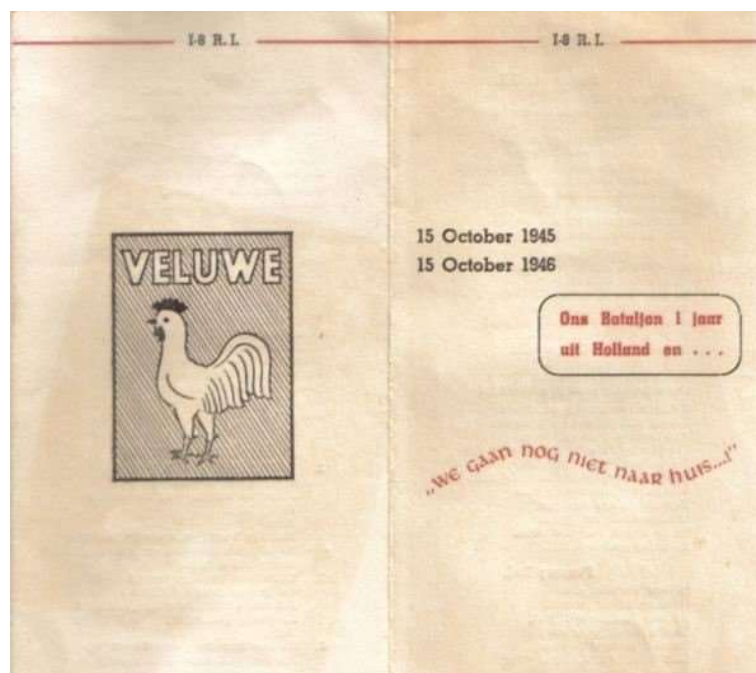 I-8 R. I.
VELUWE
I-8 R. I.
15 October 1945
15 October 1946
Ons Bataljon 1 jaar
uit Holland en . . .
„WE GAAN NOG NIET NAAR HUIS...!"